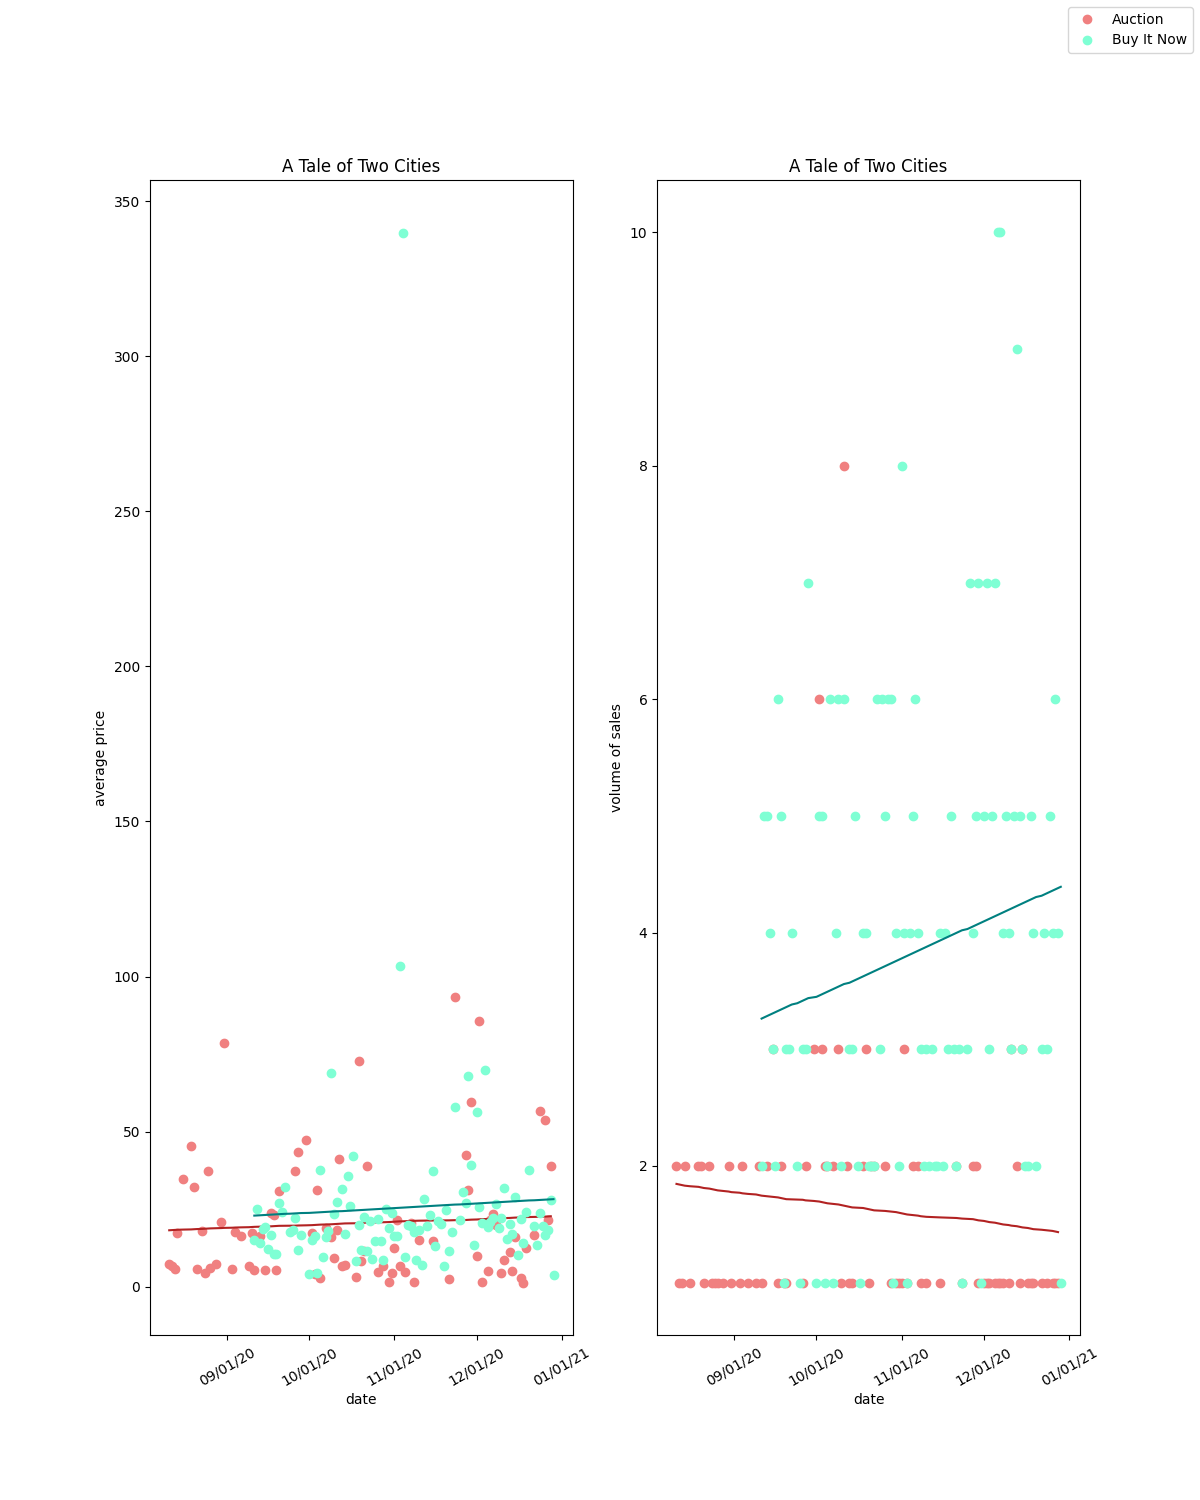 Auction
Buy It Now
A Tale of Two Cities
350
300
250
200
150
100
50
0
average price
09/01/20
10/01/20
11/01/20
12/01/20
01/01/21
date
A Tale of Two Cities
10
8
6
4
2
volume of sales
09/01/20
10/01/20
11/01/20
12/01/20
01/01/21
date